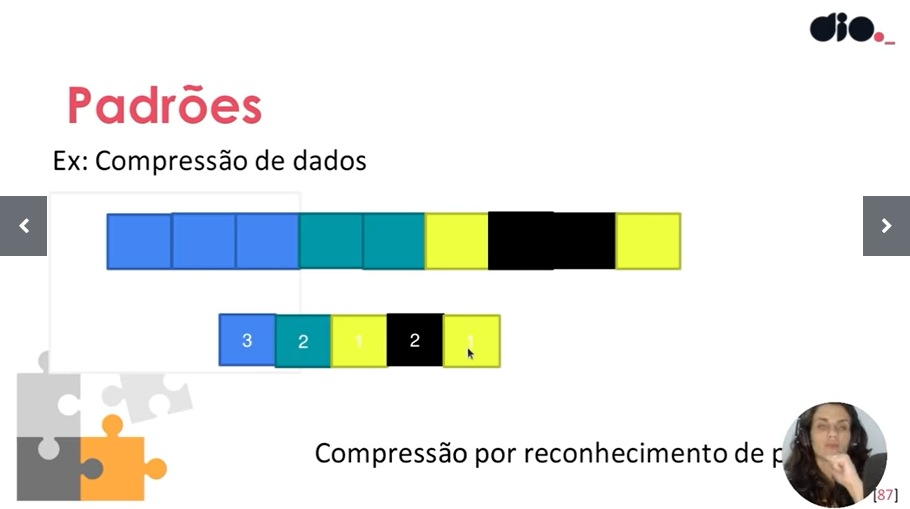 dio._
Padrões
Ex: Compressão de dados
3 2 1 2 1
Compressão por reconhecimento de
[87]